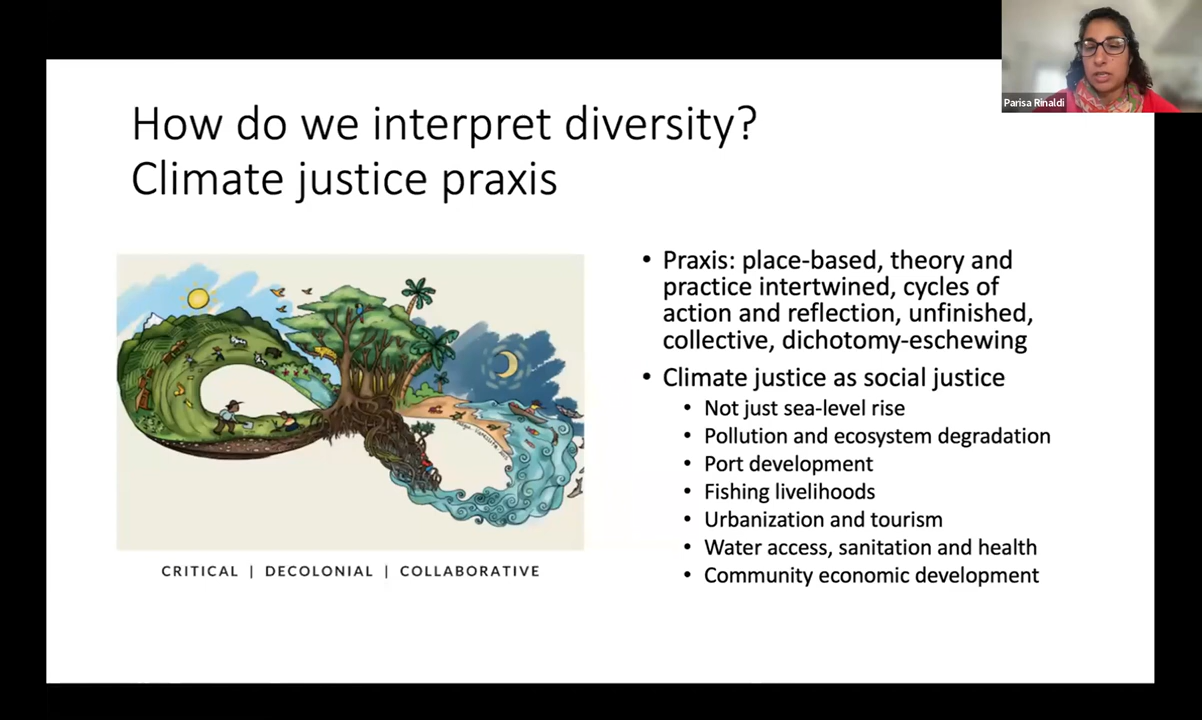 Parisa Rinaldi
How do we interpret diversity?
Climate justice praxis
• Praxis: place-based, theory and
practice intertwined, cycles of
action and reflection, unfinished,
collective, dichotomy-eschewing
• Climate justice as social justice
• Not just sea-level rise
• Pollution and ecosystem degradation
• Port development
• Fishing livelihoods
• Urbanization and tourism
• Water access, sanitation and health
• Community economic development
CRITICAL | DECOLONIAL | COLLABORATIVE